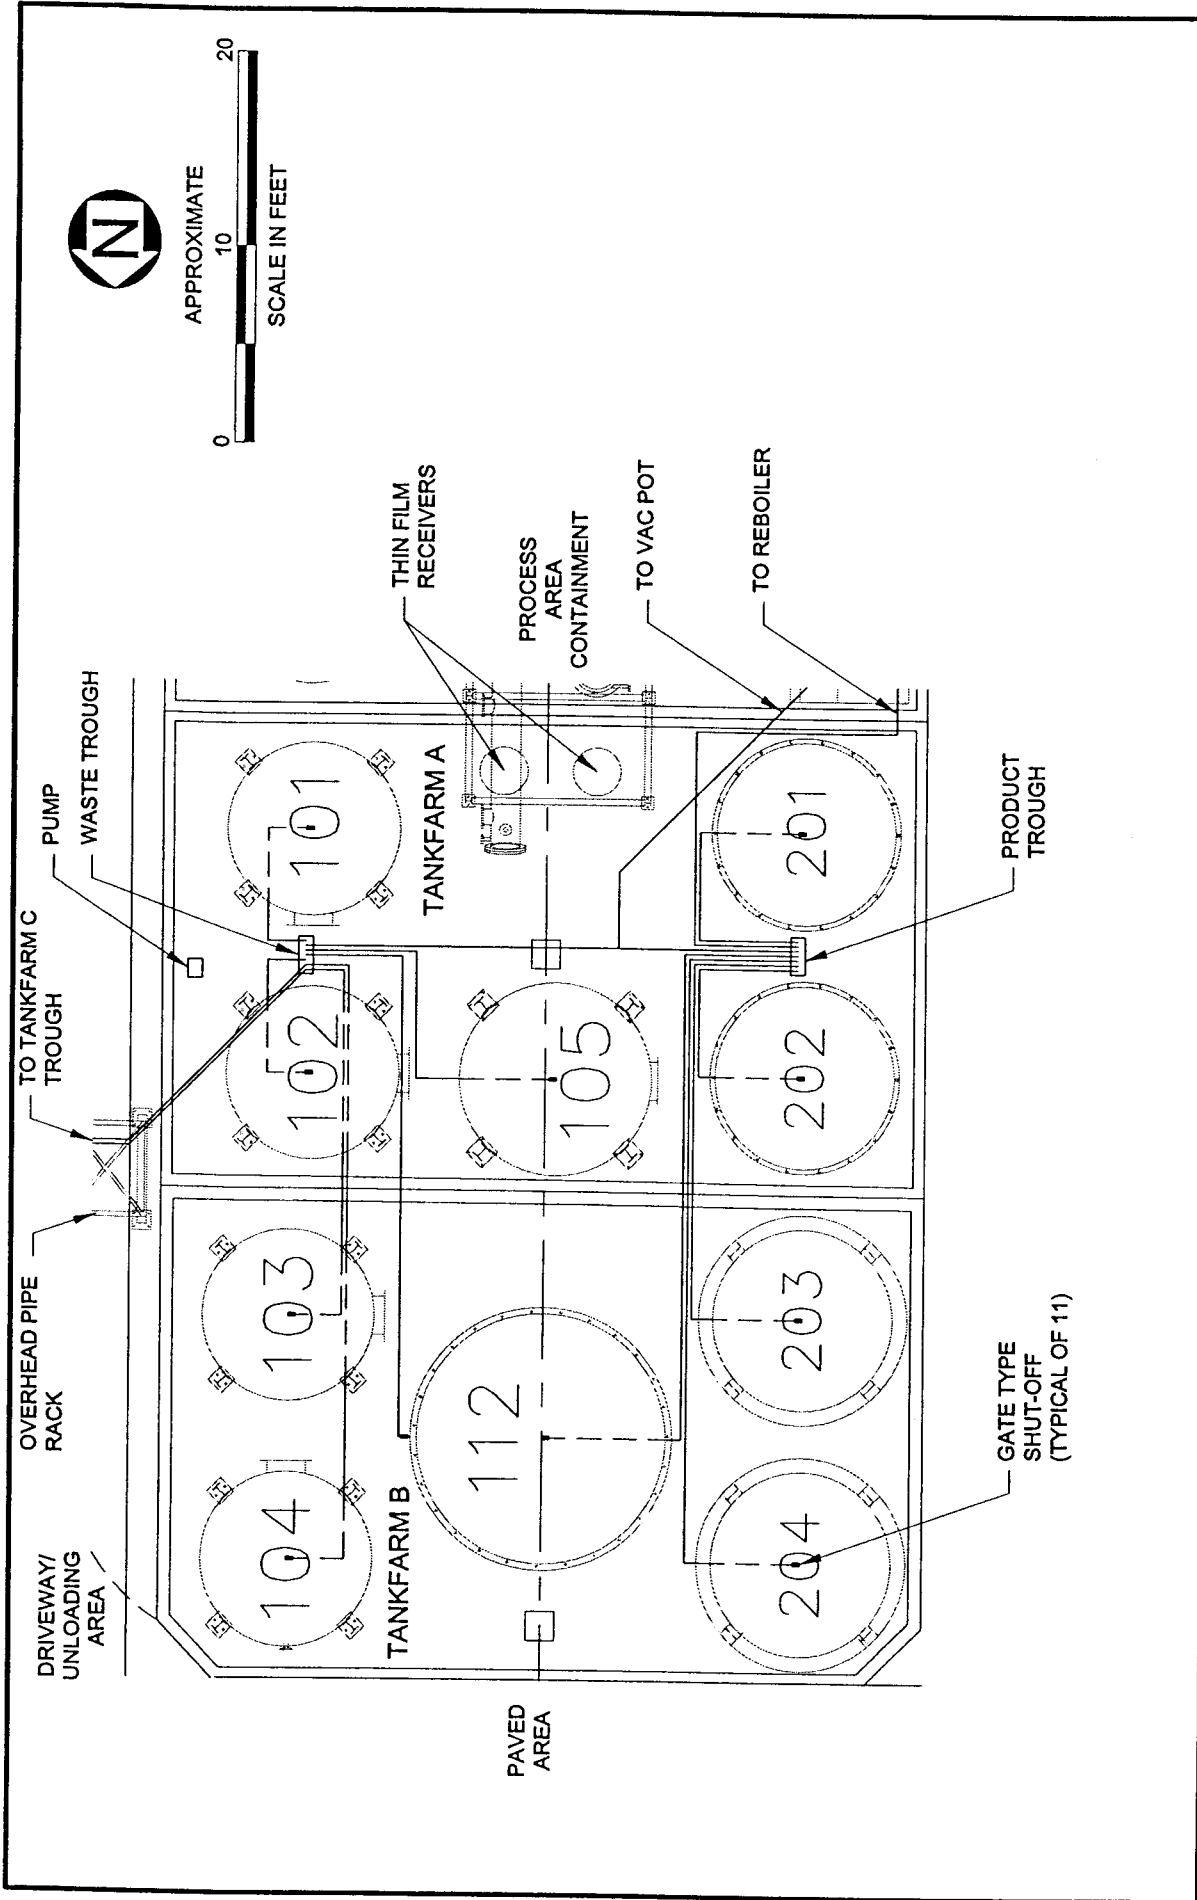 N
APPROXIMATE
0
10
20
SCALE IN FEET
DRIVEWAY/
UNLOADING
AREA
OVERHEAD PIPE
RACK
TO TANKFARM C
TROUGH
PUMP
WASTE TROUGH
104
103
102
101
TANKFARM B
TANKFARM A
THIN FILM
RECEIVERS
PAVED
AREA
112
105
PROCESS
AREA
CONTAINMENT
TO VAC POT
TO REBOILER
204
203
202
201
GATE TYPE
SHUT-OFF
(TYPICAL OF 11)
PRODUCT
TROUGH